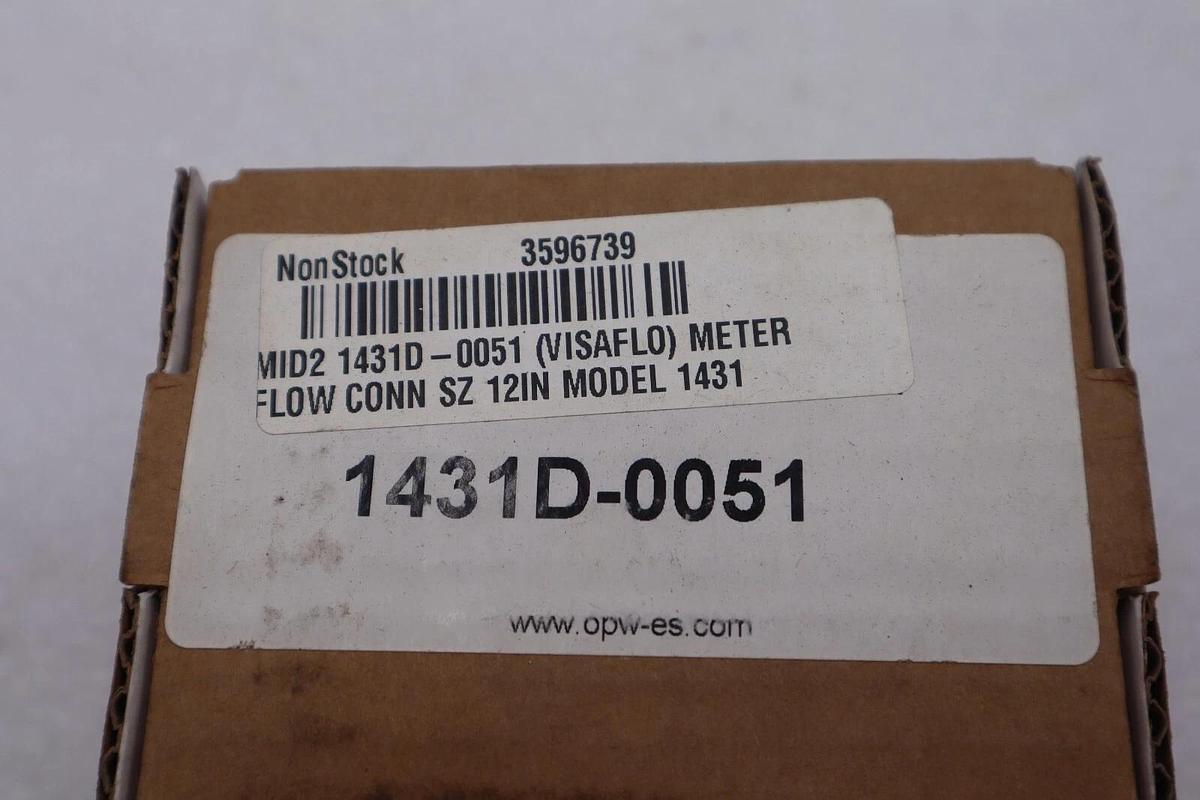 NonStock 3596739
MID2 1431D-0051 (VISAFLO) METER
FLOW CONN SZ 12IN MODEL 1431
1431D-0051
www.opw-es.com